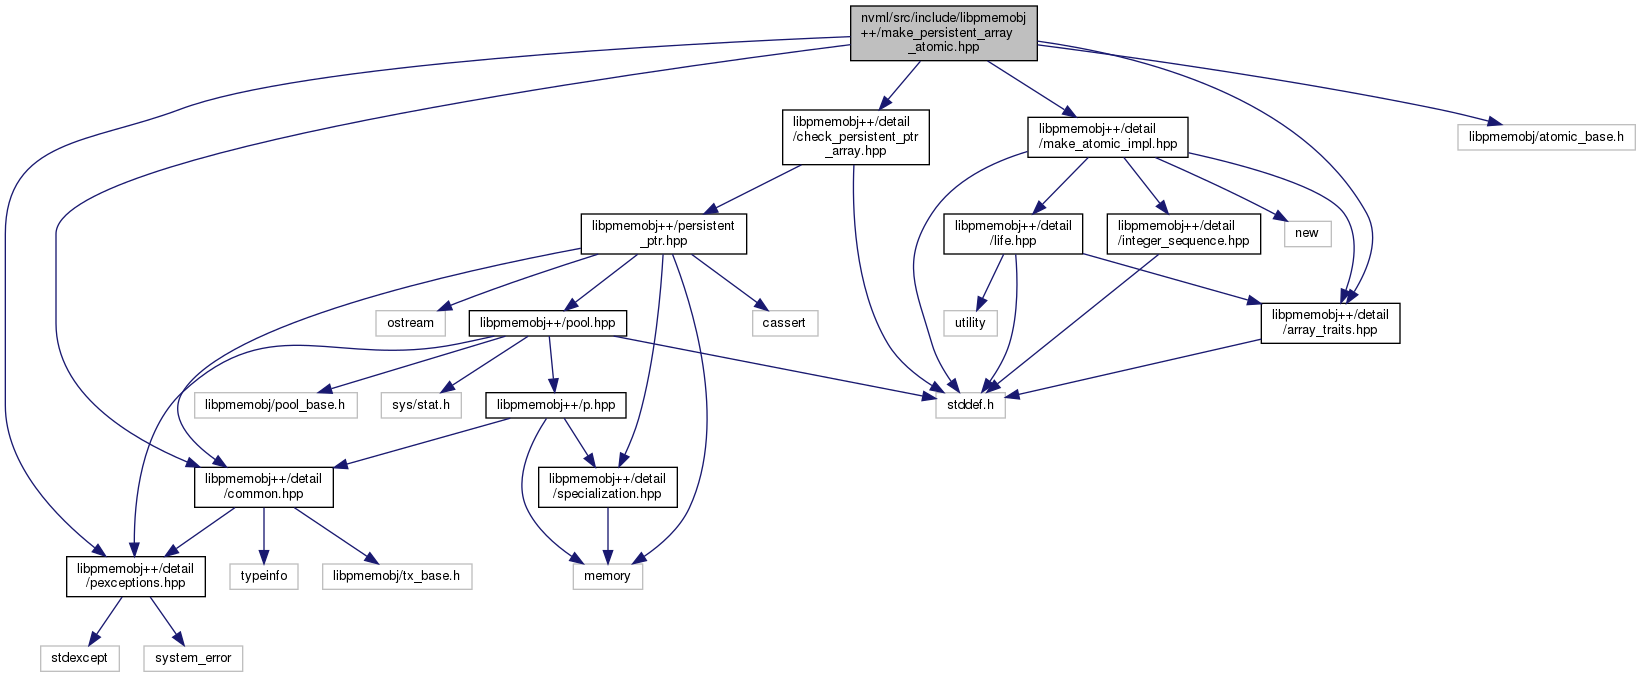 nvml/src/include/libpmemobj
++/make_persistent_array
_atomic.hpp
libpmemobj++/detail
/check_persistent_ptr
_array.hpp
libpmemobj++/detail
/make_atomic_impl.hpp
libpmemobj/atomic_base.h
libpmemobj++/persistent
_ptr.hpp
libpmemobj++/detail
/life.hpp
libpmemobj++/detail
/integer_sequence.hpp
new
ostream
libpmemobj++/pool.hpp
cassert
utility
libpmemobj++/detail
/array_traits.hpp
libpmemobj/pool_base.h
sys/stat.h
libpmemobj++/p.hpp
stddef.h
libpmemobj++/detail
/common.hpp
libpmemobj++/detail
/specialization.hpp
libpmemobj++/detail
/pexceptions.hpp
typeinfo
libpmemobj/tx_base.h
memory
stdexcept
system_error